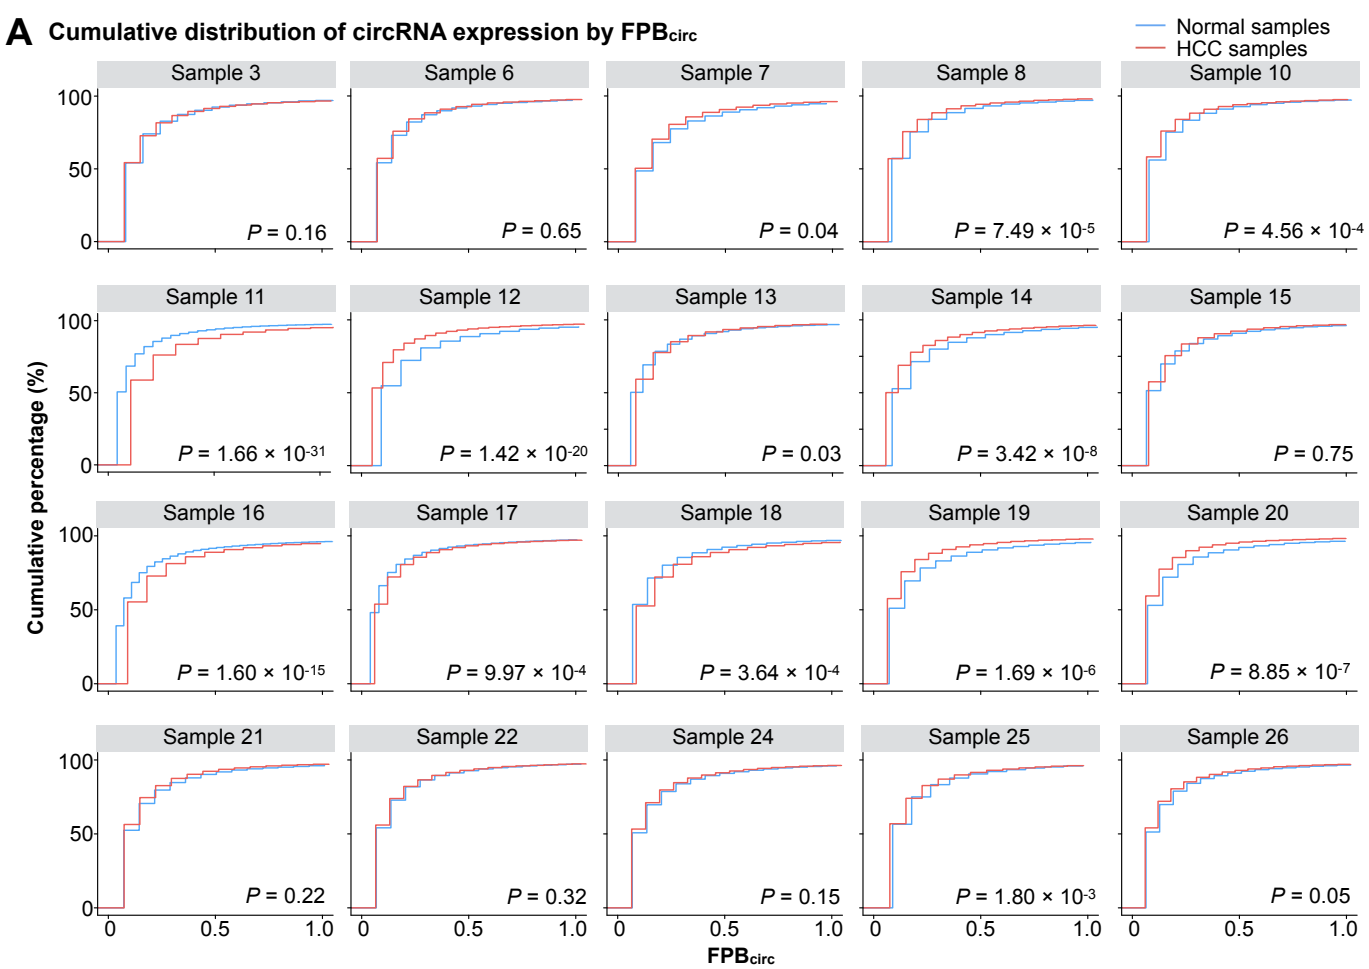 A Cumulative distribution of circRNA expression by FPBcirc
Normal samples
HCC samples
Sample 3
Sample 6
Sample 7
Sample 8
Sample 10
100
50
0
P = 0.16
P = 0.65
P = 0.04
P = 7.49 × 10-5
P = 4.56 × 10-4
Sample 11
Sample 12
Sample 13
Sample 14
Sample 15
100
50
0
P = 1.66 × 10-31
P = 1.42 × 10-20
P = 0.03
P = 3.42 × 10-8
P = 0.75
Cumulative percentage (%)
Sample 16
Sample 17
Sample 18
Sample 19
Sample 20
100
50
0
P = 1.60 × 10-15
P = 9.97 × 10-4
P = 3.64 × 10-4
P = 1.69 × 10-6
P = 8.85 × 10-7
Sample 21
Sample 22
Sample 24
Sample 25
Sample 26
100
50
0
P = 0.22
P = 0.32
P = 0.15
P = 1.80 × 10-3
P = 0.05
0 0.5 1.0
0 0.5 1.0
0 0.5 1.0
0 0.5 1.0
0 0.5 1.0
FPBcirc